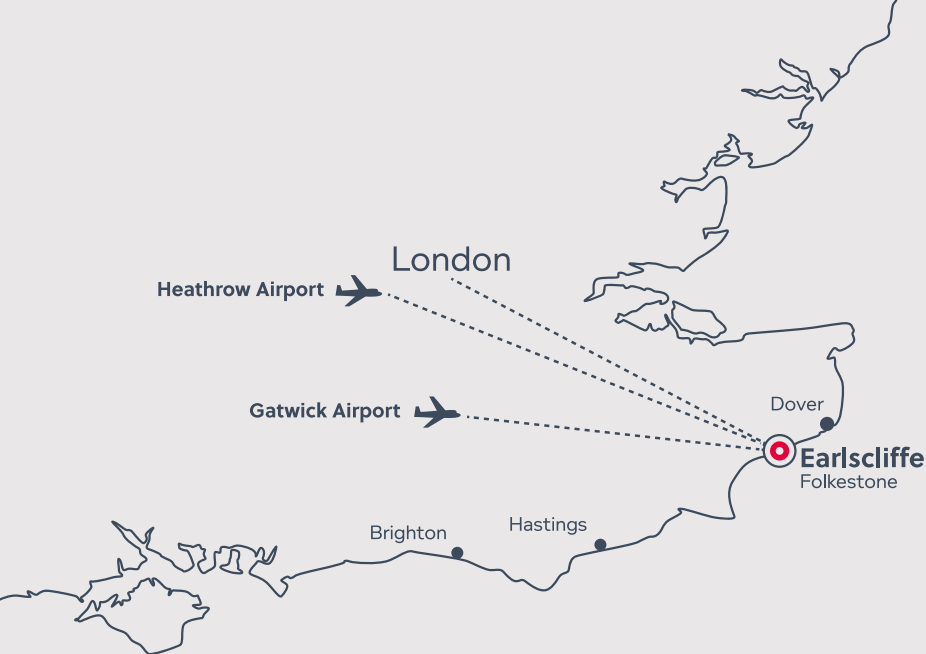 London
Heathrow Airport
Gatwick Airport
Dover
Earlscliffe
Folkestone
Hastings
Brighton